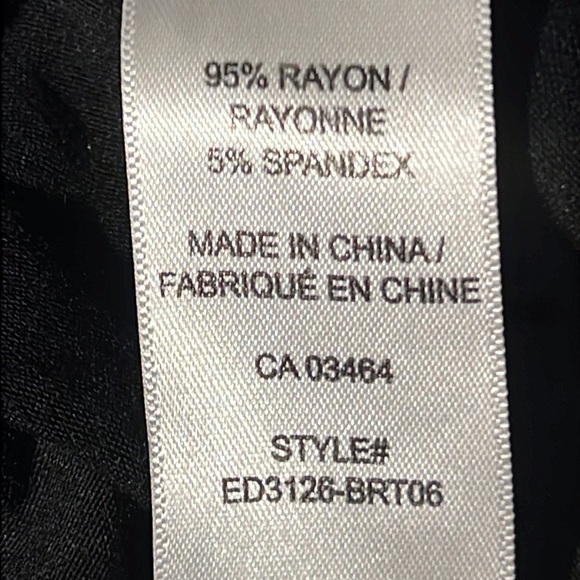 95% RAYON /
RAYONNE
5% SPANDEX
MADE IN CHINA /
FABRIQUÉ EN CHINE
CA 03464
STYLE#
ED3126-BRT06